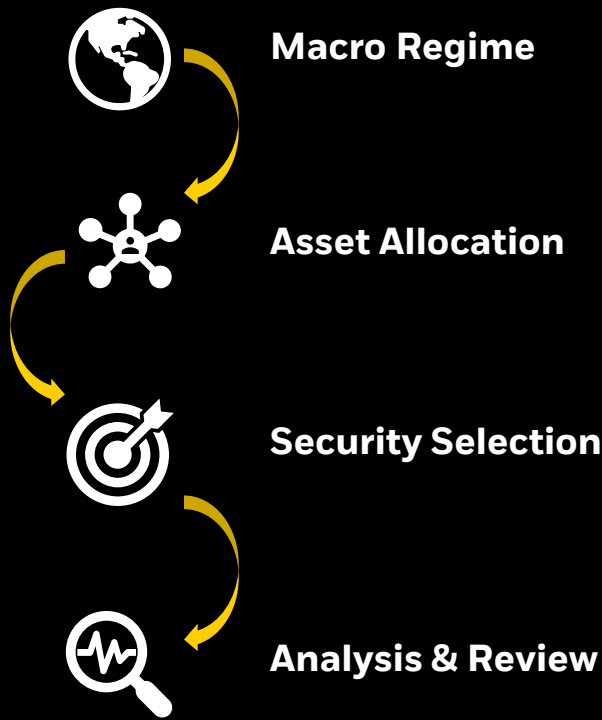 Macro Regime
Asset Allocation
Security Selection
Analysis & Review